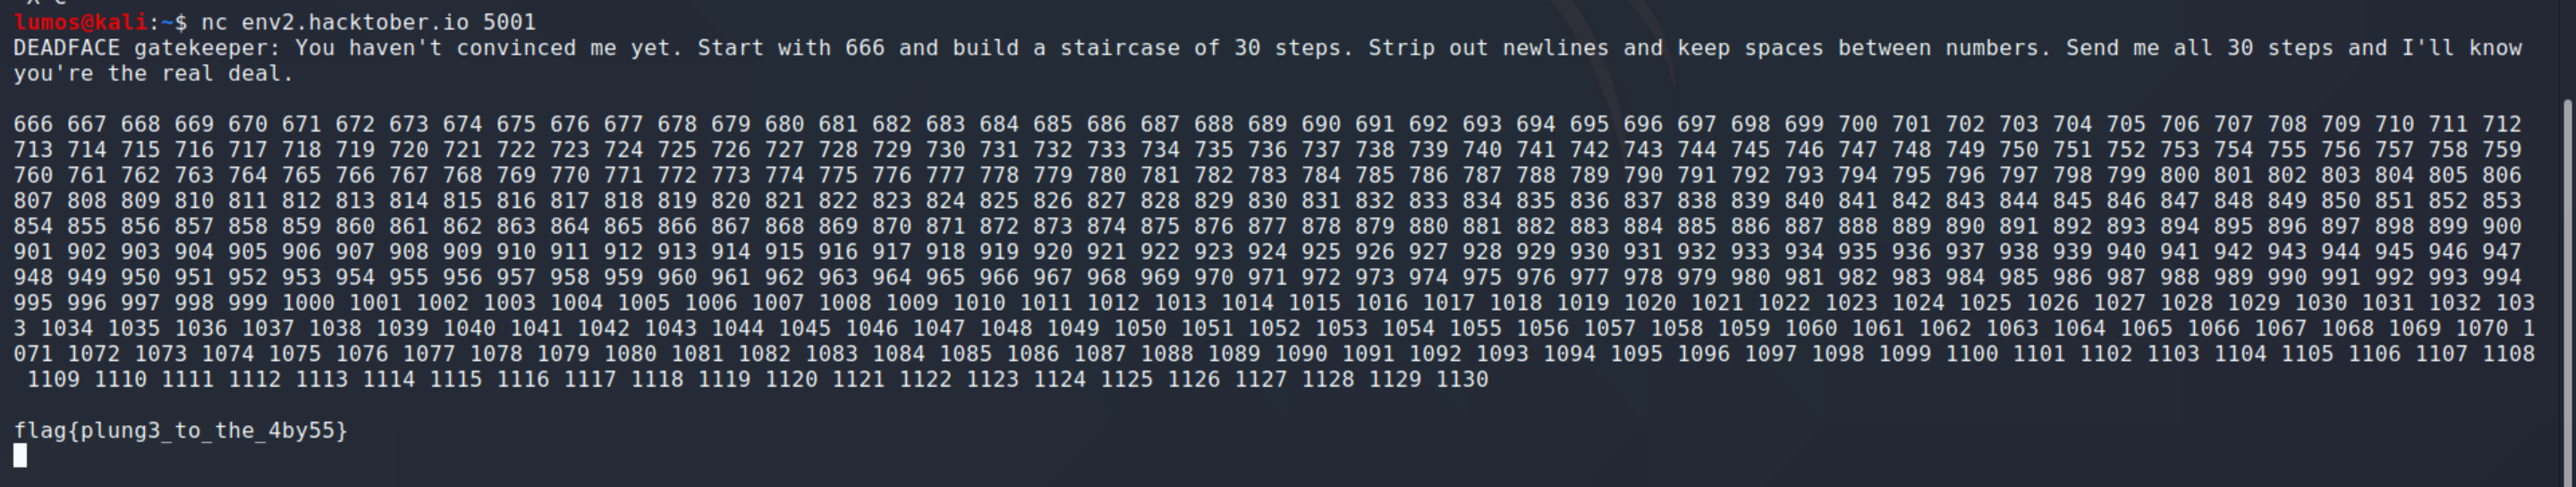 lumos@kali:~$ nc env2.hacktober.io 5001
DEADFACE gatekeeper: You haven't convinced me yet. Start with 666 and build a staircase of 30 steps. Strip out newlines and keep spaces between numbers. Send me all 30 steps and I'll know
you're the real deal.
666 667 668 669 670 671 672 673 674 675 676 677 678 679 680 681 682 683 684 685 686 687 688 689 690 691 692 693 694 695 696 697 698 699 700 701 702 703 704 705 706 707 708 709 710 711 712
713 714 715 716 717 718 719 720 721 722 723 724 725 726 727 728 729 730 731 732 733 734 735 736 737 738 739 740 741 742 743 744 745 746 747 748 749 750 751 752 753 754 755 756 757 758 759
760 761 762 763 764 765 766 767 768 769 770 771 772 773 774 775 776 777 778 779 780 781 782 783 784 785 786 787 788 789 790 791 792 793 794 795 796 797 798 799 800 801 802 803 804 805 806
807 808 809 810 811 812 813 814 815 816 817 818 819 820 821 822 823 824 825 826 827 828 829 830 831 832 833 834 835 836 837 838 839 840 841 842 843 844 845 846 847 848 849 850 851 852 853
854 855 856 857 858 859 860 861 862 863 864 865 866 867 868 869 870 871 872 873 874 875 876 877 878 879 880 881 882 883 884 885 886 887 888 889 890 891 892 893 894 895 896 897 898 899 900
901 902 903 904 905 906 907 908 909 910 911 912 913 914 915 916 917 918 919 920 921 922 923 924 925 926 927 928 929 930 931 932 933 934 935 936 937 938 939 940 941 942 943 944 945 946 947
948 949 950 951 952 953 954 955 956 957 958 959 960 961 962 963 964 965 966 967 968 969 970 971 972 973 974 975 976 977 978 979 980 981 982 983 984 985 986 987 988 989 990 991 992 993 994
995 996 997 998 999 1000 1001 1002 1003 1004 1005 1006 1007 1008 1009 1010 1011 1012 1013 1014 1015 1016 1017 1018 1019 1020 1021 1022 1023 1024 1025 1026 1027 1028 1029 1030 1031 1032 103
3 1034 1035 1036 1037 1038 1039 1040 1041 1042 1043 1044 1045 1046 1047 1048 1049 1050 1051 1052 1053 1054 1055 1056 1057 1058 1059 1060 1061 1062 1063 1064 1065 1066 1067 1068 1069 1070 1
071 1072 1073 1074 1075 1076 1077 1078 1079 1080 1081 1082 1083 1084 1085 1086 1087 1088 1089 1090 1091 1092 1093 1094 1095 1096 1097 1098 1099 1100 1101 1102 1103 1104 1105 1106 1107 1108
1109 1110 1111 1112 1113 1114 1115 1116 1117 1118 1119 1120 1121 1122 1123 1124 1125 1126 1127 1128 1129 1130
flag{plung3_to_the_4by55}